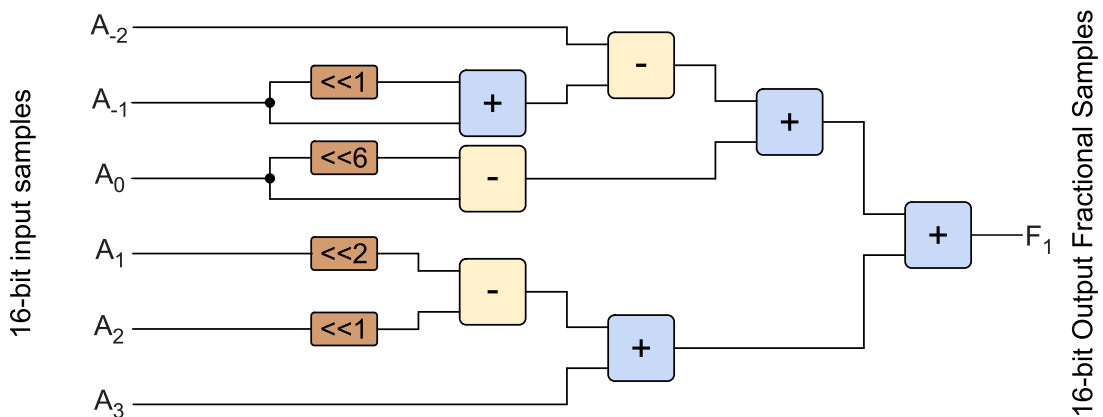 16-bit input samples
A-2
-
A-1
<<1
+
+
A0
<<6
-
A1
<<2
+
F1
-
A2
<<1
+
A3
16-bit Output Fractional Samples